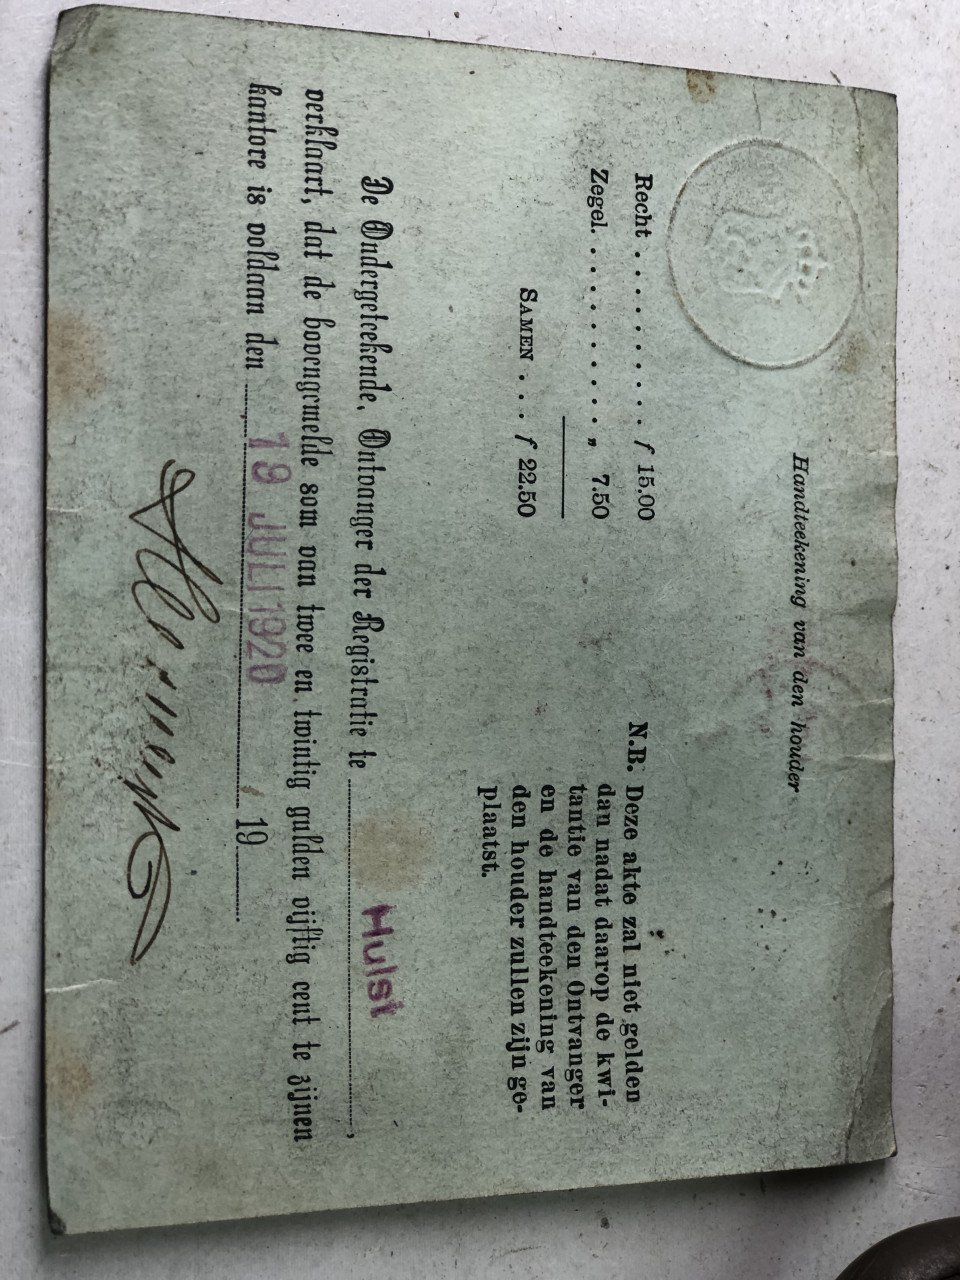 Handteekening van den houder
Recht . . . . . . . . f 15.00
Zegel. . . . . . . . . . „ 7.50
SAMEN . . . f 22.50
N.B. Deze akte zal niet gelden
dan nadat daarop de kwi-
tantie van den Ontvanger
en de handteekening van
den houder zullen zijn ge-
plaatst.
De Ondergeteekende, Ontvanger der Registratie te Hulst,
verklaart, dat de bovengemelde som van twee en twintig gulden vijftig cent te zijnen
kantore is voldaan den 19 JULI 1920 19